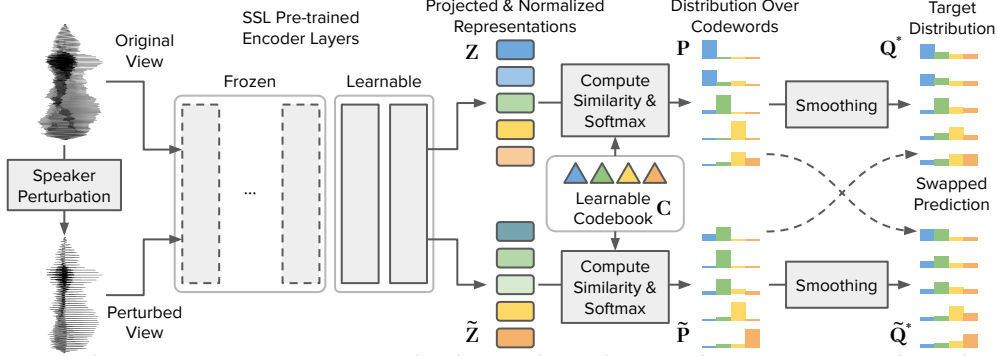 SSL Pre-trained
Encoder Layers
Projected & Normalized
Representations
Distribution Over
Codewords
Target
Distribution
Original
View
Frozen
Learnable
Z
P
Q*
Compute
Similarity &
Softmax
Smoothing
Speaker
Perturbation
...
Learnable
Codebook C
Swapped
Prediction
Perturbed
View
Compute
Similarity &
Softmax
Smoothing
Z̃
P̃
Q̃*